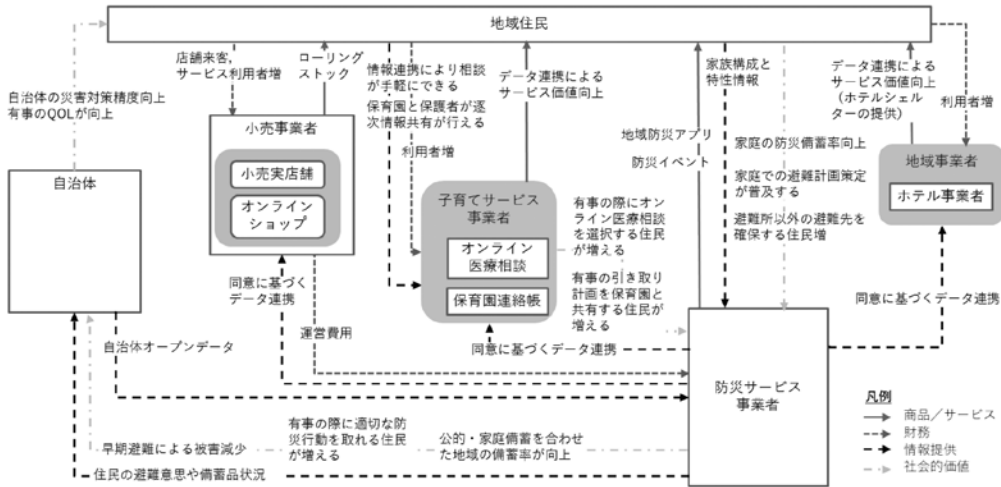 地域住民
店舗来客,
サービス利用者増
ローリング
ストック
情報連携により相談
が手軽にできる
保育園と保護者が逐
次情報共有が行える
利用者増
データ連携による
サービス価値向上
家族構成と
特性情報
データ連携による
サービス価値向上
(ホテルシェル
ターの提供)
利用者増
自治体の災害対策精度向上
有事のQOLが向上
小売事業者
小売実店舗
オンライン
ショップ
自治体
地域防災アプリ
防災イベント
家庭の防災備蓄率向上
家庭での避難計画策定
が普及する
避難所以外の避難先を
確保する住民増
地域事業者
ホテル事業者
子育てサービス
事業者
オンライン
医療相談
保育園連絡帳
有事の際にオン
ライン医療相談
を選択する住民
が増える
有事の引き取り
計画を保育園と
共有する住民が
増える
同意に基づく
データ連携
運営費用
同意に基づくデータ連携
同意に基づくデータ連携
自治体オープンデータ
防災サービス
事業者
早期避難による被害減少
有事の際に適切な防
災行動を取れる住民
が増える
公的・家庭備蓄を合わせ
た地域の備蓄率が向上
住民の避難意思や備蓄品状況
凡例
商品／サービス
財務
情報提供
社会的価値